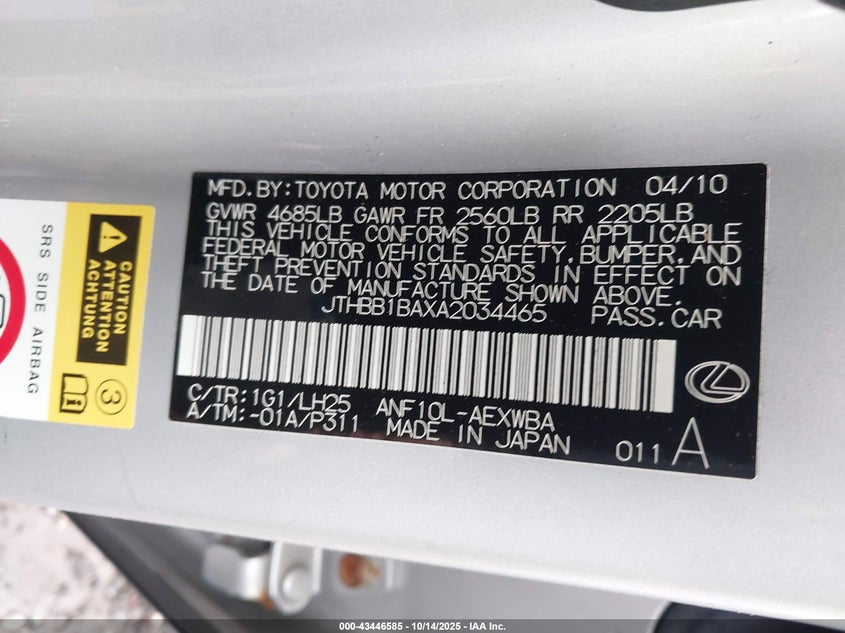 MFD.BY:TOYOTA MOTOR CORPORATION 04/10
GVWR 4685LB GAWR FR 2560LB RR 2205LB
THIS VEHICLE CONFORMS TO ALL APPLICABLE
FEDERAL MOTOR VEHICLE SAFETY,BUMPER,AND
THEFT PREVENTION STANDARDS IN EFFECT ON
THE DATE OF MANUFACTURE SHOWN ABOVE.
JTHBB1BAXA2034465 PASS.CAR
C/TR:1G1/LH25 ANF10L-AEXWBA
A/TM:-01A/P311 MADE IN JAPAN
011 A
SRS SIDE AIRBAG
CAUTION
ATTENTION
ACHTUNG
3
000-43446585 - 10/14/2025 - IAA Inc.